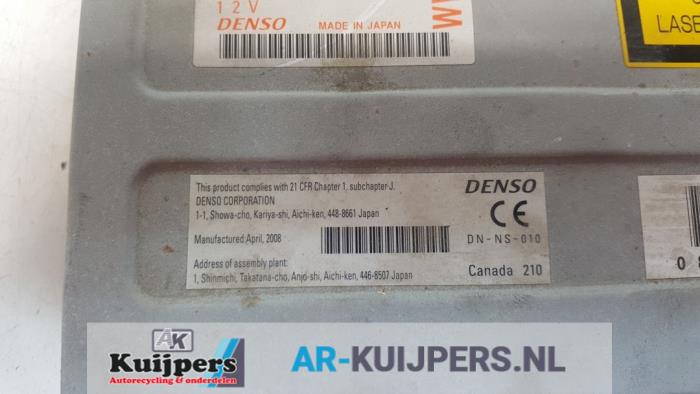 12V
DENSO MADE IN JAPAN
LASE
This product complies with 21 CFR Chapter 1, subchapter J.
DENSO CORPORATION
1-1, Showa-cho, Kariya-shi, Aichi-ken, 448-8661 Japan
Manufactured: April, 2008
Address of assembly plant:
1, Shinmichi, Takatana-cho, Anjo-shi, Aichi-ken, 446-8507 Japan
DENSO
CE
DN-NS-010
Canada 210
0
AK
Kuijpers
Autorecycling & onderdelen
AR-KUIJPERS.NL